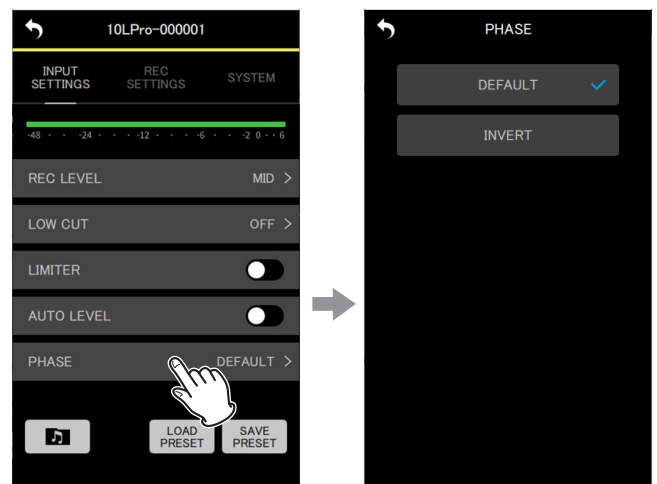 10LPro-000001
INPUT
SETTINGS
REC
SETTINGS
SYSTEM
-48 · · -24 · · · -12 · · · -6 · · -2 0 · · 6
REC LEVEL MID >
LOW CUT OFF >
LIMITER
AUTO LEVEL
PHASE DEFAULT >
LOAD
PRESET
SAVE
PRESET
PHASE
DEFAULT
INVERT